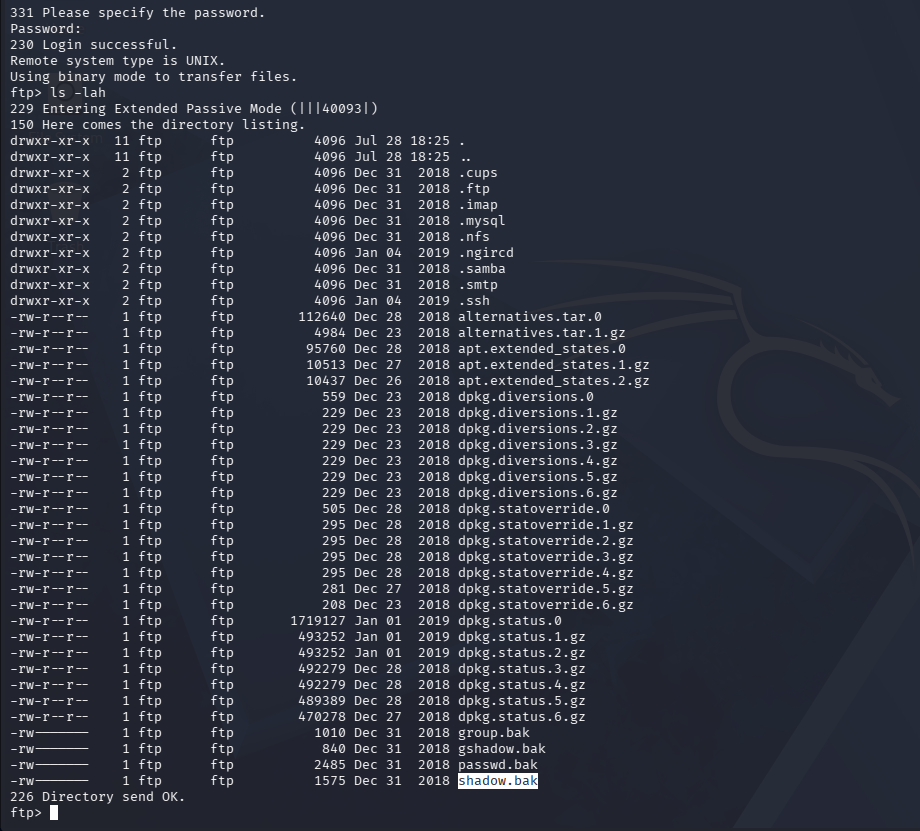 331 Please specify the password.
Password:
230 Login successful.
Remote system type is UNIX.
Using binary mode to transfer files.
ftp> ls -lah
229 Entering Extended Passive Mode (|||40093|)
150 Here comes the directory listing.
drwxr-xr-x   11 ftp      ftp          4096 Jul 28 18:25 .
drwxr-xr-x   11 ftp      ftp          4096 Jul 28 18:25 ..
drwxr-xr-x    2 ftp      ftp          4096 Dec 31  2018 .cups
drwxr-xr-x    2 ftp      ftp          4096 Dec 31  2018 .ftp
drwxr-xr-x    2 ftp      ftp          4096 Dec 31  2018 .imap
drwxr-xr-x    2 ftp      ftp          4096 Dec 31  2018 .mysql
drwxr-xr-x    2 ftp      ftp          4096 Dec 31  2018 .nfs
drwxr-xr-x    2 ftp      ftp          4096 Jan 04  2019 .ngircd
drwxr-xr-x    2 ftp      ftp          4096 Dec 31  2018 .samba
drwxr-xr-x    2 ftp      ftp          4096 Dec 31  2018 .smtp
drwxr-xr-x    2 ftp      ftp          4096 Jan 04  2019 .ssh
-rw-r--r--    1 ftp      ftp        112640 Dec 28  2018 alternatives.tar.0
-rw-r--r--    1 ftp      ftp          4984 Dec 23  2018 alternatives.tar.1.gz
-rw-r--r--    1 ftp      ftp         95760 Dec 28  2018 apt.extended_states.0
-rw-r--r--    1 ftp      ftp         10513 Dec 27  2018 apt.extended_states.1.gz
-rw-r--r--    1 ftp      ftp         10437 Dec 26  2018 apt.extended_states.2.gz
-rw-r--r--    1 ftp      ftp           559 Dec 23  2018 dpkg.diversions.0
-rw-r--r--    1 ftp      ftp           229 Dec 23  2018 dpkg.diversions.1.gz
-rw-r--r--    1 ftp      ftp           229 Dec 23  2018 dpkg.diversions.2.gz
-rw-r--r--    1 ftp      ftp           229 Dec 23  2018 dpkg.diversions.3.gz
-rw-r--r--    1 ftp      ftp           229 Dec 23  2018 dpkg.diversions.4.gz
-rw-r--r--    1 ftp      ftp           229 Dec 23  2018 dpkg.diversions.5.gz
-rw-r--r--    1 ftp      ftp           229 Dec 23  2018 dpkg.diversions.6.gz
-rw-r--r--    1 ftp      ftp           505 Dec 28  2018 dpkg.statoverride.0
-rw-r--r--    1 ftp      ftp           295 Dec 28  2018 dpkg.statoverride.1.gz
-rw-r--r--    1 ftp      ftp           295 Dec 28  2018 dpkg.statoverride.2.gz
-rw-r--r--    1 ftp      ftp           295 Dec 28  2018 dpkg.statoverride.3.gz
-rw-r--r--    1 ftp      ftp           295 Dec 28  2018 dpkg.statoverride.4.gz
-rw-r--r--    1 ftp      ftp           281 Dec 27  2018 dpkg.statoverride.5.gz
-rw-r--r--    1 ftp      ftp           208 Dec 23  2018 dpkg.statoverride.6.gz
-rw-r--r--    1 ftp      ftp       1719127 Jan 01  2019 dpkg.status.0
-rw-r--r--    1 ftp      ftp        493252 Jan 01  2019 dpkg.status.1.gz
-rw-r--r--    1 ftp      ftp        493252 Jan 01  2019 dpkg.status.2.gz
-rw-r--r--    1 ftp      ftp        492279 Dec 28  2018 dpkg.status.3.gz
-rw-r--r--    1 ftp      ftp        492279 Dec 28  2018 dpkg.status.4.gz
-rw-r--r--    1 ftp      ftp        489389 Dec 28  2018 dpkg.status.5.gz
-rw-r--r--    1 ftp      ftp        470278 Dec 27  2018 dpkg.status.6.gz
-rw-------    1 ftp      ftp          1010 Dec 31  2018 group.bak
-rw-------    1 ftp      ftp           840 Dec 31  2018 gshadow.bak
-rw-------    1 ftp      ftp          2485 Dec 31  2018 passwd.bak
-rw-------    1 ftp      ftp          1575 Dec 31  2018 shadow.bak
226 Directory send OK.
ftp>